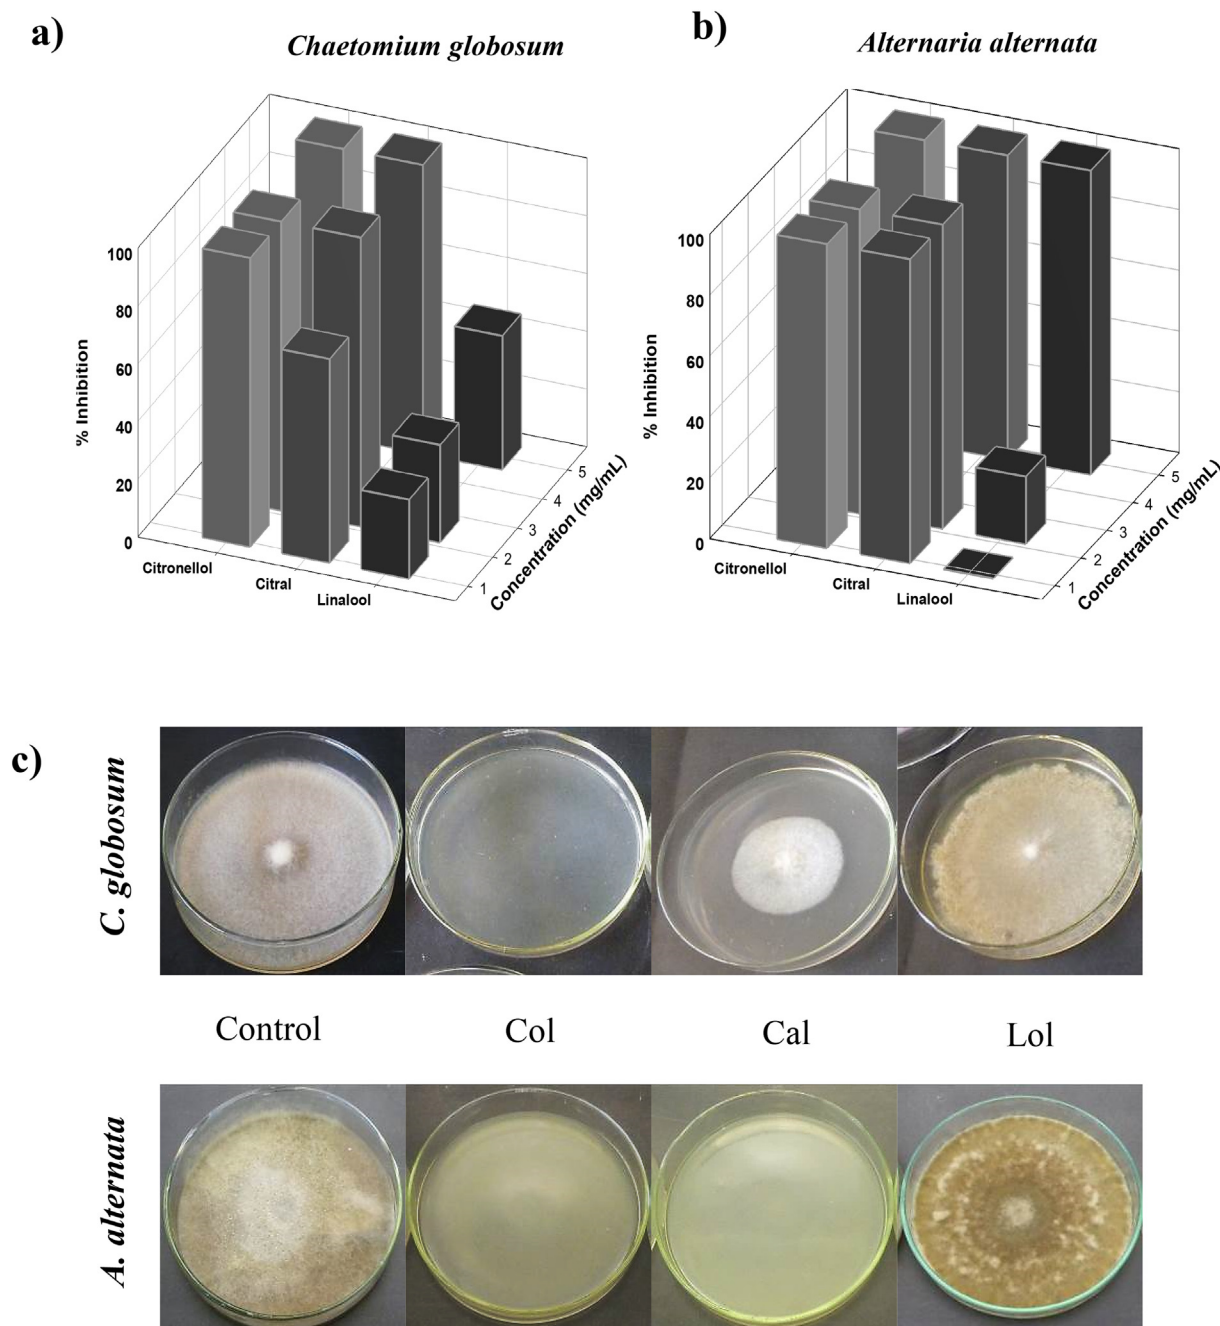 a)
Chaetomium globosum
100
80
60
40
20
0
% Inhibition
Citronellol
Citral
Linalool
1
2
3
4
5
Concentration (mg/mL)
b)
Alternaria alternata
100
80
60
40
20
0
% Inhibition
Citronellol
Citral
Linalool
1
2
3
4
5
Concentration (mg/mL)
c)
C. globosum
Control
Col
Cal
Lol
A. alternata